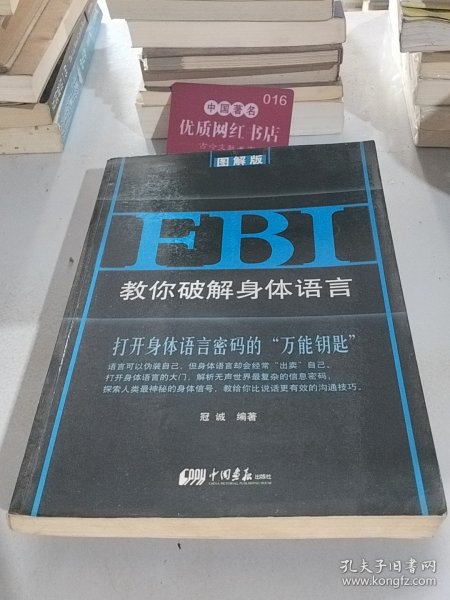 中国著名
016
优质网红书店
图解版
FBI
教你破解身体语言
打开身体语言密码的“万能钥匙”
语言可以伪装自己，但身体语言却会经常“出卖”自己。
打开身体语言的大门，解析无声世界最复杂的信息密码，
探索人类最神秘的身体信号，教给你比说话更有效的沟通技巧。
冠诚 编著
中国画报出版社
CHINA PICTORIAL PUBLISHING HOUSE
孔夫子旧书网
www.kongfz.com